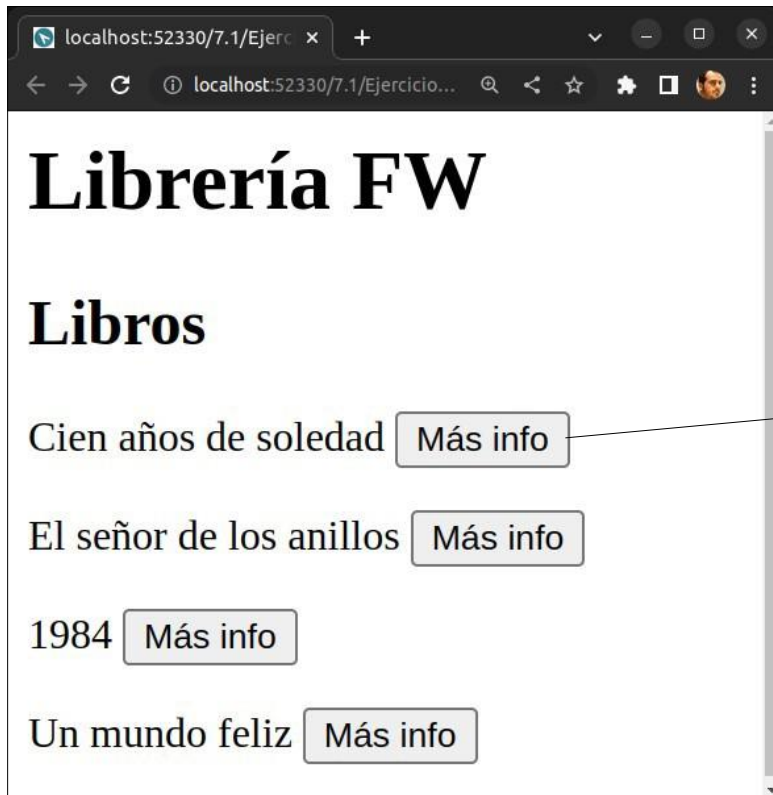 localhost:52330/7.1/Ejerc
localhost:52330/7.1/Ejercicio...
Librería FW
Libros
Cien años de soledad Más info
El señor de los anillos Más info
1984 Más info
Un mundo feliz Más info